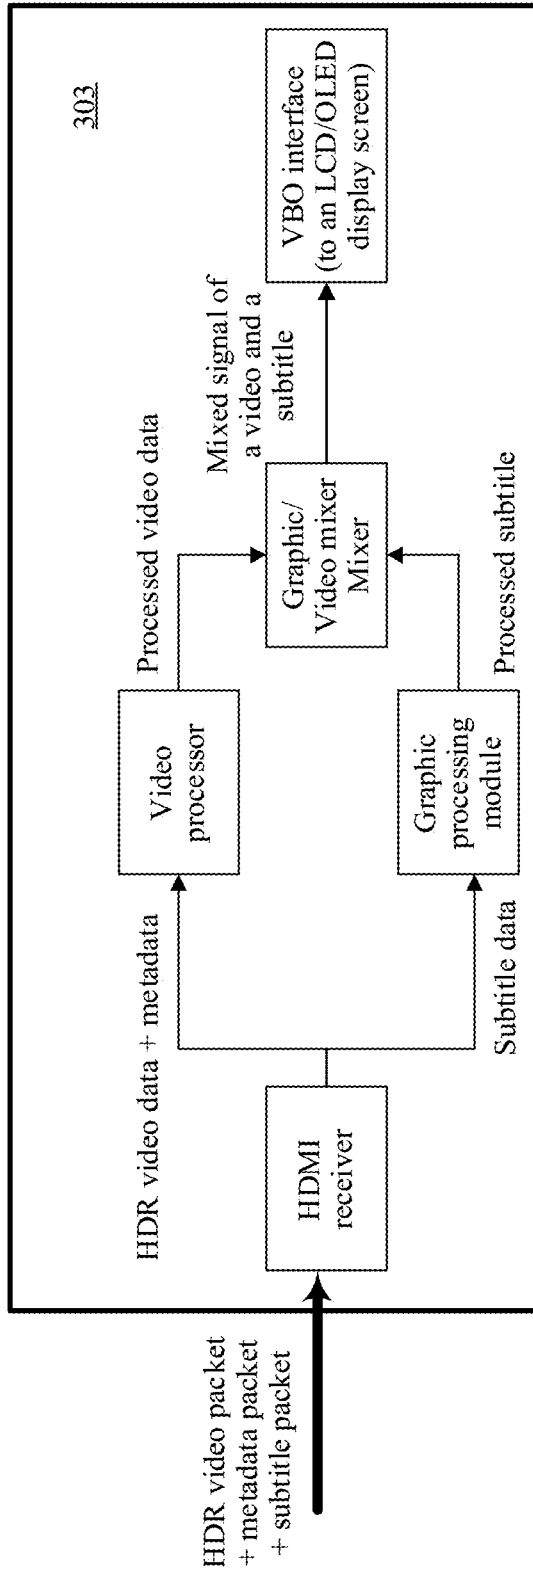 303
HDR video packet
+ metadata packet
+ subtitle packet
HDMI
receiver
HDR video data + metadata
Subtitle data
Video
processor
Graphic
processing
module
Processed video data
Processed subtitle
Graphic/
Video mixer
Mixer
Mixed signal of
a video and a
subtitle
VBO interface
(to an LCD/OLED
display screen)